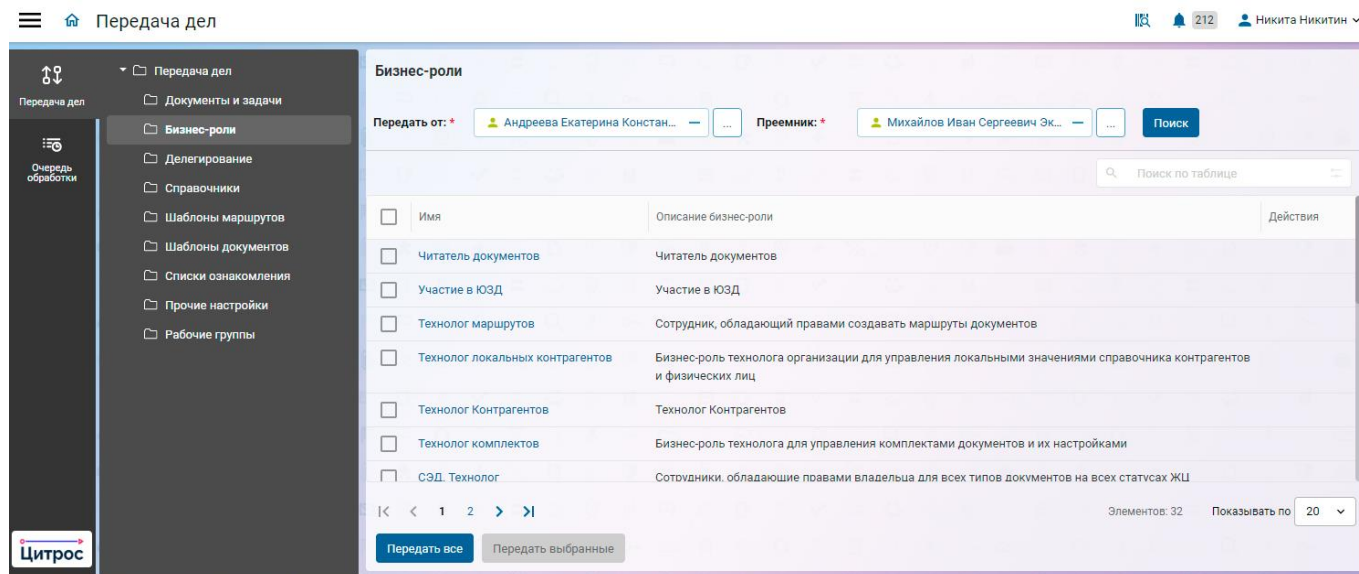 Передача дел
212
Никита Никитин
Передача дел
Очередь
обработки
Цитрос
Передача дел
Документы и задачи
Бизнес-роли
Делегирование
Справочники
Шаблоны маршрутов
Шаблоны документов
Списки ознакомления
Прочие настройки
Рабочие группы
Бизнес-роли
Передать от: * Андреева Екатерина Констан... — ... Преемник: * Михайлов Иван Сергеевич Эк... — ... Поиск
Поиск по таблице
Имя Описание бизнес-роли Действия
Читатель документов Читатель документов
Участие в ЮЗД Участие в ЮЗД
Технолог маршрутов Сотрудник, обладающий правами создавать маршруты документов
Технолог локальных контрагентов Бизнес-роль технолога организации для управления локальными значениями справочника контрагентов
и физических лиц
Технолог Контрагентов Технолог Контрагентов
Технолог комплектов Бизнес-роль технолога для управления комплектами документов и их настройками
СЭД. Технолог Сотрудники, обладающие правами владельца для всех типов документов на всех статусах ЖЦ
1 2 Элементов: 32 Показывать по 20
Передать все Передать выбранные